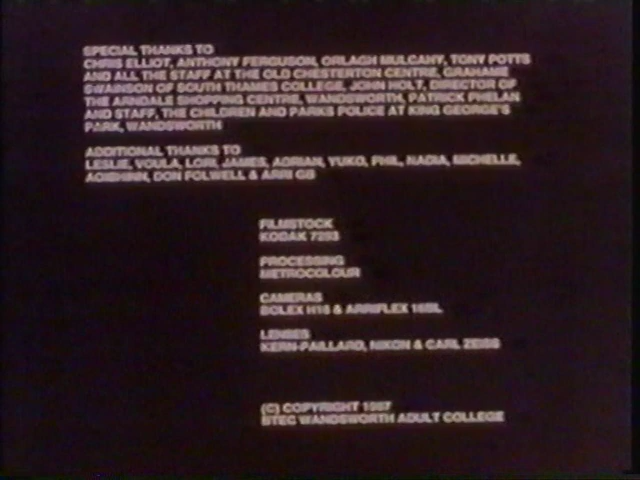 SPECIAL THANKS TO
CHRIS ELLIOT, ANTHONY FERGUSON, ORLAGH MULCAHY, TONY POTTS
AND ALL THE STAFF AT THE OLD CHESTERTON CENTRE, GRAHAME
SWAINSON OF SOUTH THAMES COLLEGE, JOHN HOLT, DIRECTOR OF
THE ARNDALE SHOPPING CENTRE, WANDSWORTH, PATRICK PHELAN
AND STAFF, THE CHILDREN AND PARKS POLICE AT KING GEORGE'S
PARK, WANDSWORTH
ADDITIONAL THANKS TO
LESLIE, VOULA, LORI, JAMES, ADRIAN, YUKO, PHIL, NADIA, MICHELLE,
AOIBHINN, DON FOLWELL & ARRI GB
FILMSTOCK
KODAK 7293
PROCESSING
METROCOLOUR
CAMERAS
BOLEX H16 & ARRIFLEX 16BL
LENSES
KERN-PAILLARD, NIKON & CARL ZEISS
(C) COPYRIGHT 1987
BTEC WANDSWORTH ADULT COLLEGE